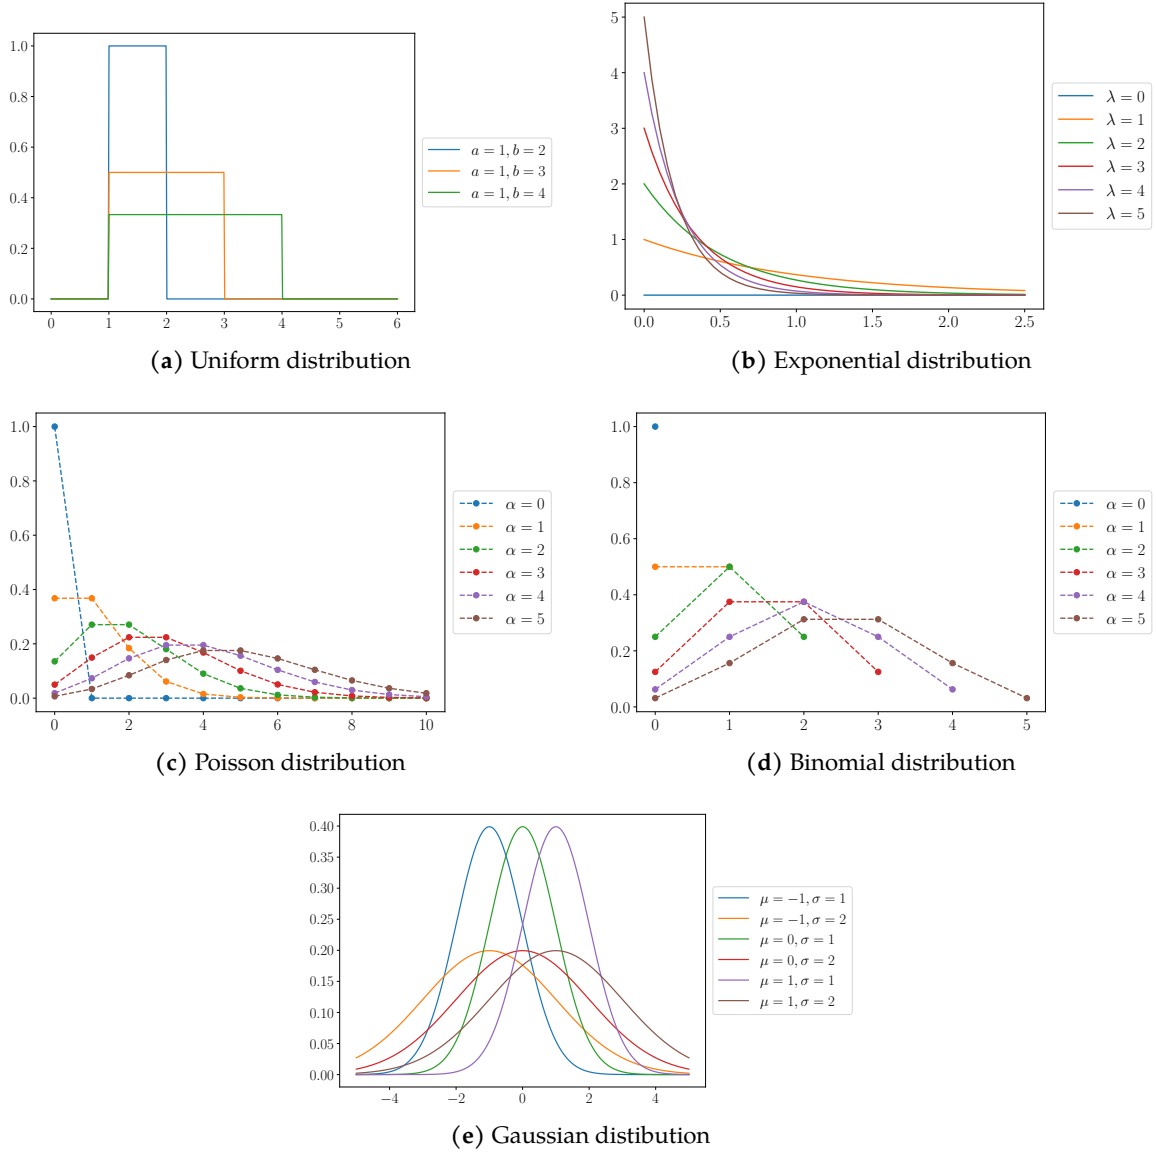 1.0
0.8
0.6
0.4
0.2
0.0
0 1 2 3 4 5 6
a = 1, b = 2
a = 1, b = 3
a = 1, b = 4
(a) Uniform distribution
5
4
3
2
1
0
0.0 0.5 1.0 1.5 2.0 2.5
λ = 0
λ = 1
λ = 2
λ = 3
λ = 4
λ = 5
(b) Exponential distribution
1.0
0.8
0.6
0.4
0.2
0.0
0 2 4 6 8 10
α = 0
α = 1
α = 2
α = 3
α = 4
α = 5
(c) Poisson distribution
1.0
0.8
0.6
0.4
0.2
0.0
0 1 2 3 4 5
α = 0
α = 1
α = 2
α = 3
α = 4
α = 5
(d) Binomial distribution
0.40
0.35
0.30
0.25
0.20
0.15
0.10
0.05
0.00
−4 −2 0 2 4
μ = −1, σ = 1
μ = −1, σ = 2
μ = 0, σ = 1
μ = 0, σ = 2
μ = 1, σ = 1
μ = 1, σ = 2
(e) Gaussian distibution